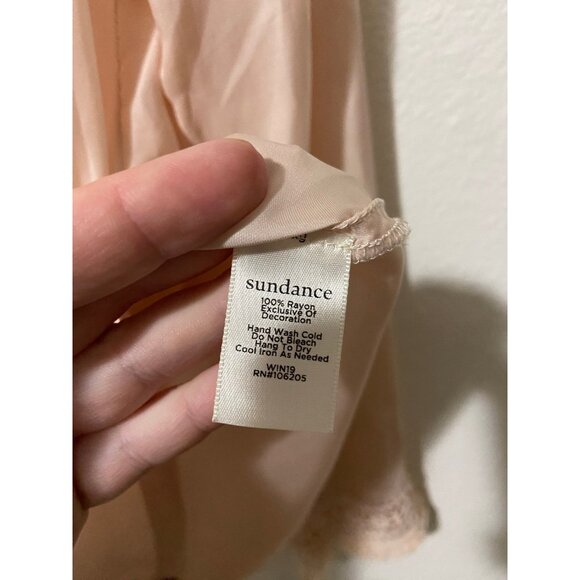 sundance
100% Rayon
Exclusive Of
Decoration
Hand Wash Cold
Do Not Bleach
Hang To Dry
Cool Iron As Needed
WIN19
RN#106205